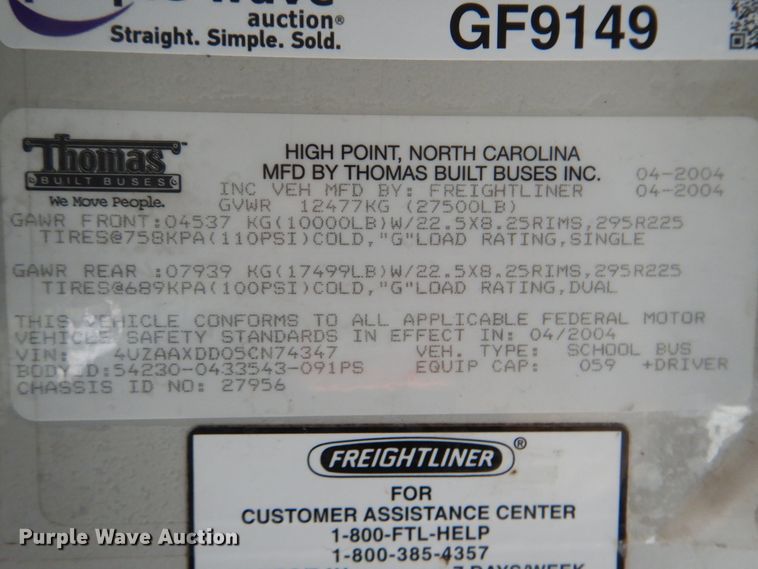 auction®
Straight. Simple. Sold.
GF9149
Thomas
BUILT BUSES
We Move People.
HIGH POINT, NORTH CAROLINA
MFD BY THOMAS BUILT BUSES INC. 04-2004
INC VEH MFD BY: FREIGHTLINER 04-2004
GVWR 12477KG (27500LB)
GAWR FRONT:04537 KG(10000LB)W/22.5X8.25RIMS,295R225
TIRES@758KPA(110PSI)COLD,"G"LOAD RATING,SINGLE
GAWR REAR :07939 KG(17499LB)W/22.5X8.25RIMS,295R225
TIRES@689KPA(100PSI)COLD,"G"LOAD RATING,DUAL
THIS VEHICLE CONFORMS TO ALL APPLICABLE FEDERAL MOTOR
VEHICLE SAFETY STANDARDS IN EFFECT IN: 04/2004
VIN: 4UZAAXDD05CN74347 VEH. TYPE: SCHOOL BUS
BODYID:54230-0433543-091PS EQUIP CAP: 059 +DRIVER
CHASSIS ID NO: 27956
FREIGHTLINER®
FOR
CUSTOMER ASSISTANCE CENTER
1-800-FTL-HELP
1-800-385-4357
7 DAYS/WEEK
Purple Wave Auction